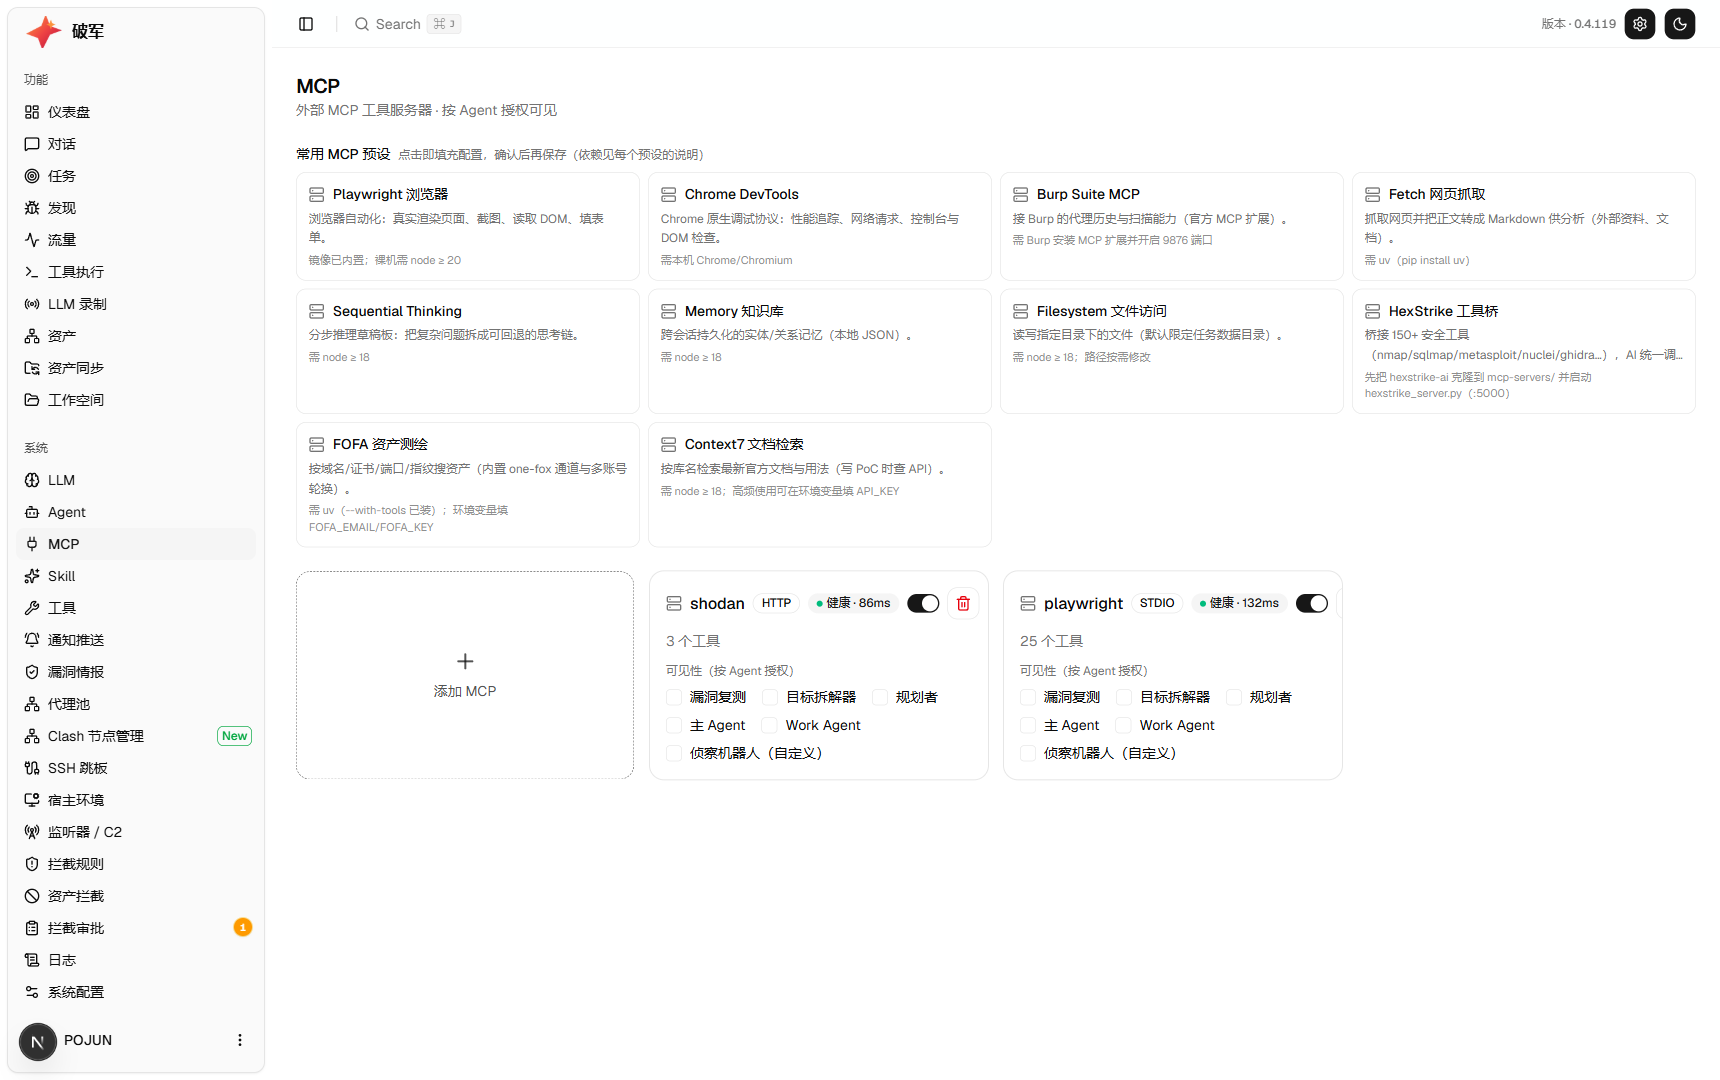 破军
功能
仪表盘
对话
任务
发现
流量
工具执行
LLM 录制
资产
资产同步
工作空间
系统
LLM
Agent
MCP
Skill
工具
通知推送
漏洞情报
代理池
Clash 节点管理 New
SSH 跳板
宿主环境
监听器 / C2
拦截规则
资产拦截
拦截审批 1
日志
系统配置
N POJUN
Search ⌘ J
版本 · 0.4.119
MCP
外部 MCP 工具服务器 · 按 Agent 授权可见
常用 MCP 预设 点击即填充配置，确认后再保存（依赖见每个预设的说明）
Playwright 浏览器
浏览器自动化：真实渲染页面、截图、读取 DOM、填表
单。
镜像已内置；裸机需 node ≥ 20
Chrome DevTools
Chrome 原生调试协议：性能追踪、网络请求、控制台与
DOM 检查。
需本机 Chrome/Chromium
Burp Suite MCP
接 Burp 的代理历史与扫描能力（官方 MCP 扩展）。
需 Burp 安装 MCP 扩展并开启 9876 端口
Fetch 网页抓取
抓取网页并把正文转成 Markdown 供分析（外部资料、文
档）。
需 uv（pip install uv）
Sequential Thinking
分步推理草稿板：把复杂问题拆成可回退的思考链。
需 node ≥ 18
Memory 知识库
跨会话持久化的实体/关系记忆（本地 JSON）。
需 node ≥ 18
Filesystem 文件访问
读写指定目录下的文件（默认限定任务数据目录）。
需 node ≥ 18；路径按需修改
HexStrike 工具桥
桥接 150+ 安全工具
（nmap/sqlmap/metasploit/nuclei/ghidra…），AI 统一调…
先把 hexstrike-ai 克隆到 mcp-servers/ 并启动
hexstrike_server.py（:5000）
FOFA 资产测绘
按域名/证书/端口/指纹搜资产（内置 one-fox 通道与多账号
轮换）。
需 uv（--with-tools 已装）；环境变量填
FOFA_EMAIL/FOFA_KEY
Context7 文档检索
按库名检索最新官方文档与用法（写 PoC 时查 API）。
需 node ≥ 18；高频使用可在环境变量填 API_KEY
添加 MCP
shodan HTTP 健康 · 86ms
3 个工具
可见性（按 Agent 授权）
漏洞复测 目标拆解器 规划者
主 Agent Work Agent
侦察机器人（自定义）
playwright STDIO 健康 · 132ms
25 个工具
可见性（按 Agent 授权）
漏洞复测 目标拆解器 规划者
主 Agent Work Agent
侦察机器人（自定义）